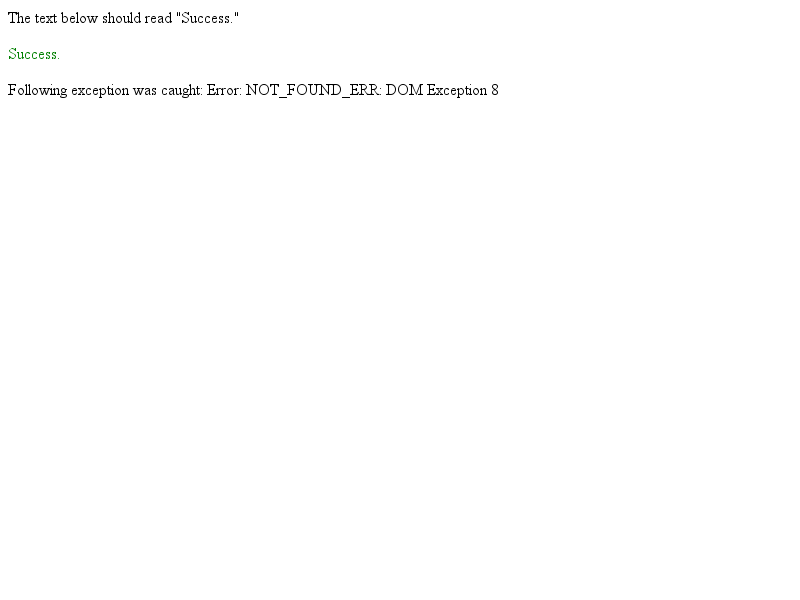 The text below should read "Success."
Success.
Following exception was caught: Error: NOT_FOUND_ERR: DOM Exception 8